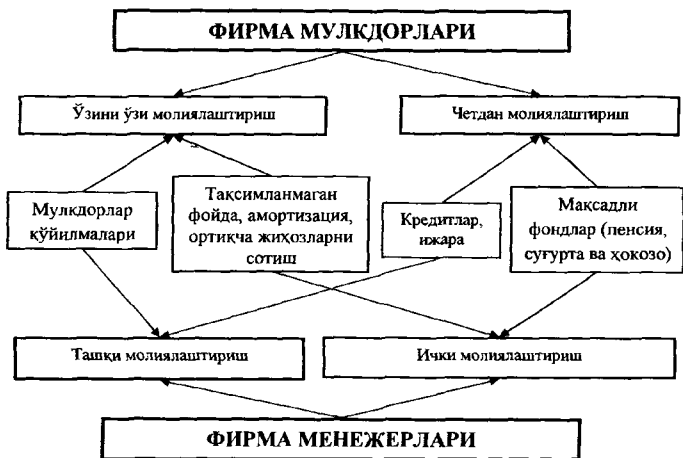 ФИРМА МУЛКДОРЛАРИ
Ўзини ўзи молиялаштириш
Четдан молиялаштириш
Мулкдорлар
қўйилмалари
Тақсимланмаган
фойда, амортизация,
ортиқча жиҳозларни
сотиш
Кредитлар,
ижара
Мақсадли
фондлар (пенсия,
суғурта ва ҳокозо)
Ташқи молиялаштириш
Ички молиялаштириш
ФИРМА МЕНЕЖЕРЛАРИ